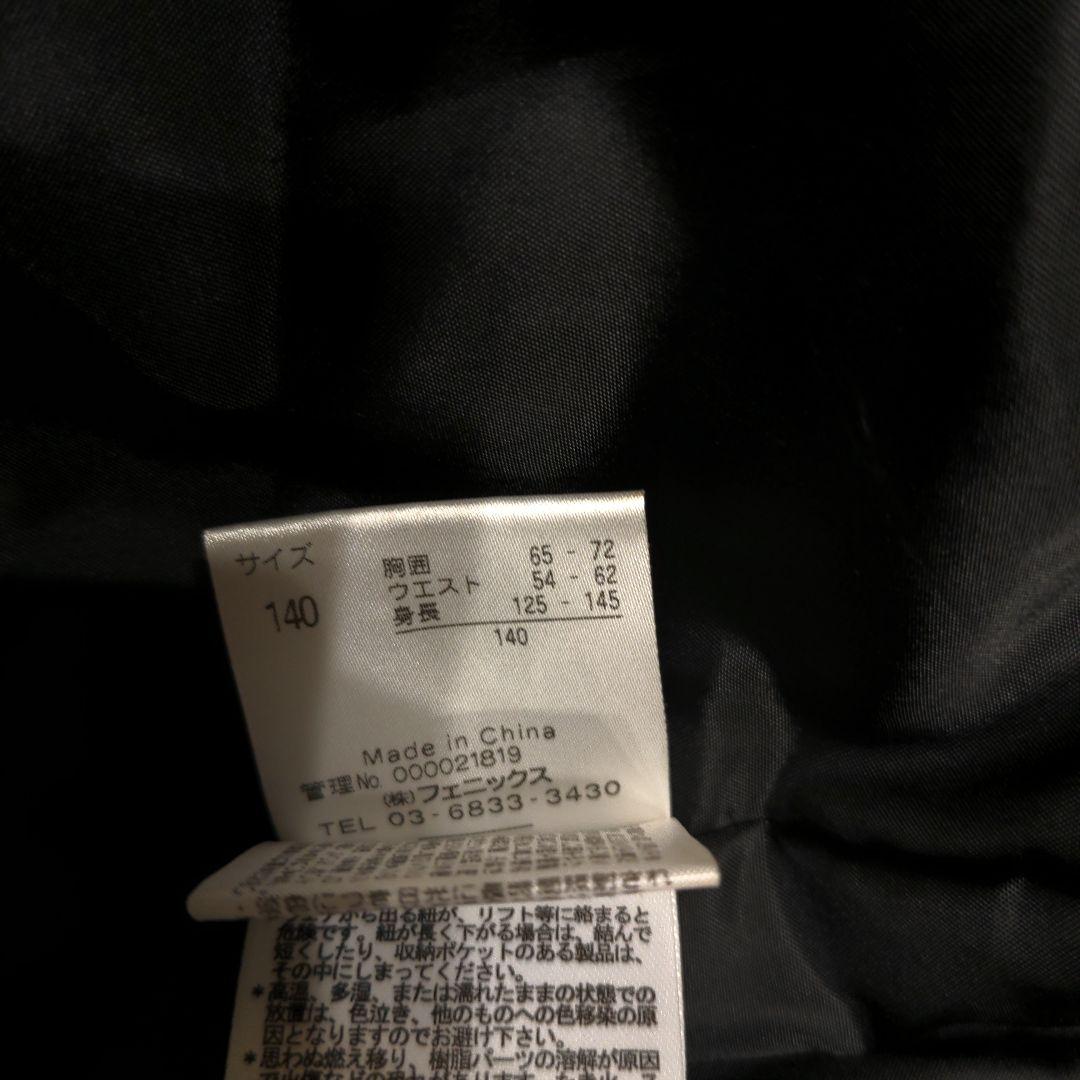 サイズ
140
胸囲 65 - 72
ウエスト 54 - 62
身長 125 - 145
140
Made in China
管理No. 000021819
(株)フェニックス
TEL 03-6833-3430
から出る紐が、リフト等に絡まると
危険です。紐が長く下がる場合は、結んで
短くしたり、収納ポケットのある製品は、
その中にしまってください。
*高温、多湿、または濡れたままの状態での
放置は、色泣き、他のものへの色移染の原
因となりますのでお避け下さい。
*思わぬ燃え移り、樹脂パーツの溶解が原因